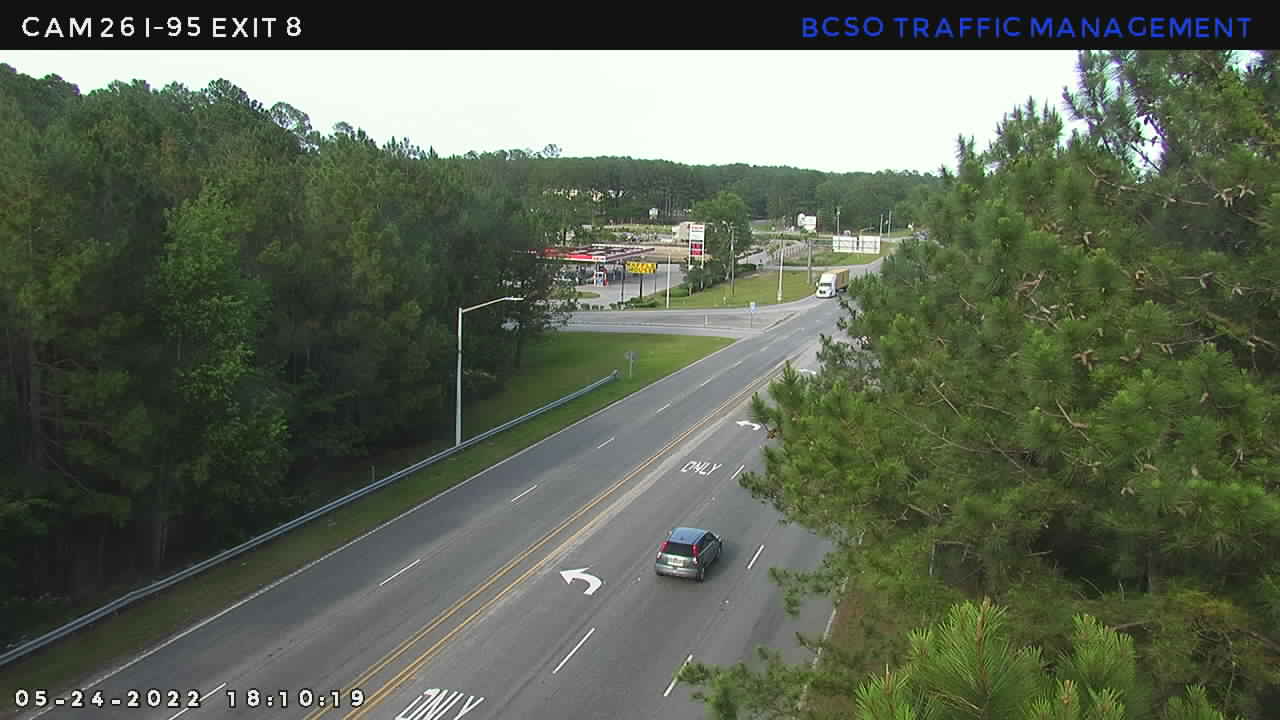 CAM 26 I-95 EXIT 8
BCSO TRAFFIC MANAGEMENT
ONLY
ONLY
05-24-2022 18:10:19